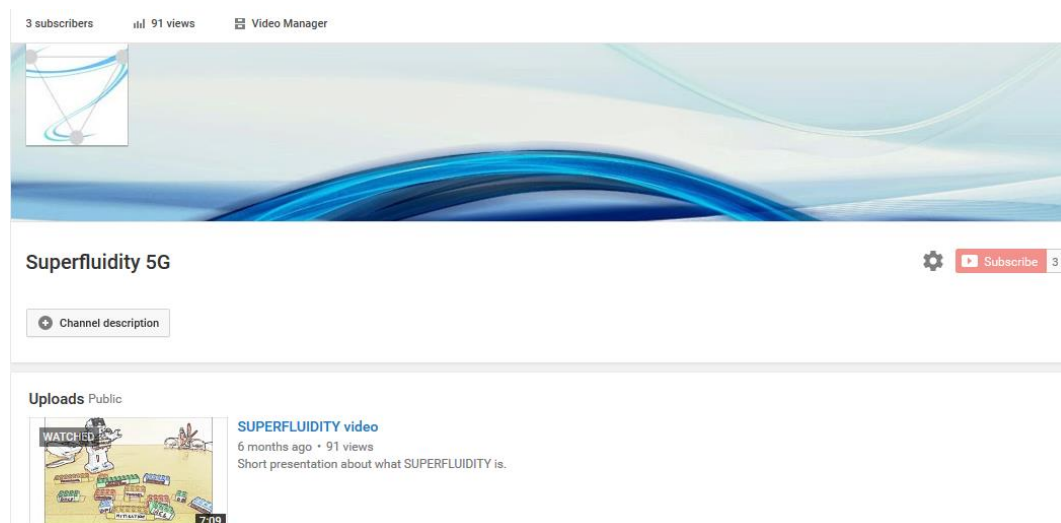 3 subscribers 91 views Video Manager
Superfluidity 5G
Subscribe 3
Channel description
Uploads Public
WATCHED
SUPERFLUIDITY video
6 months ago • 91 views
Short presentation about what SUPERFLUIDITY is.
7:09